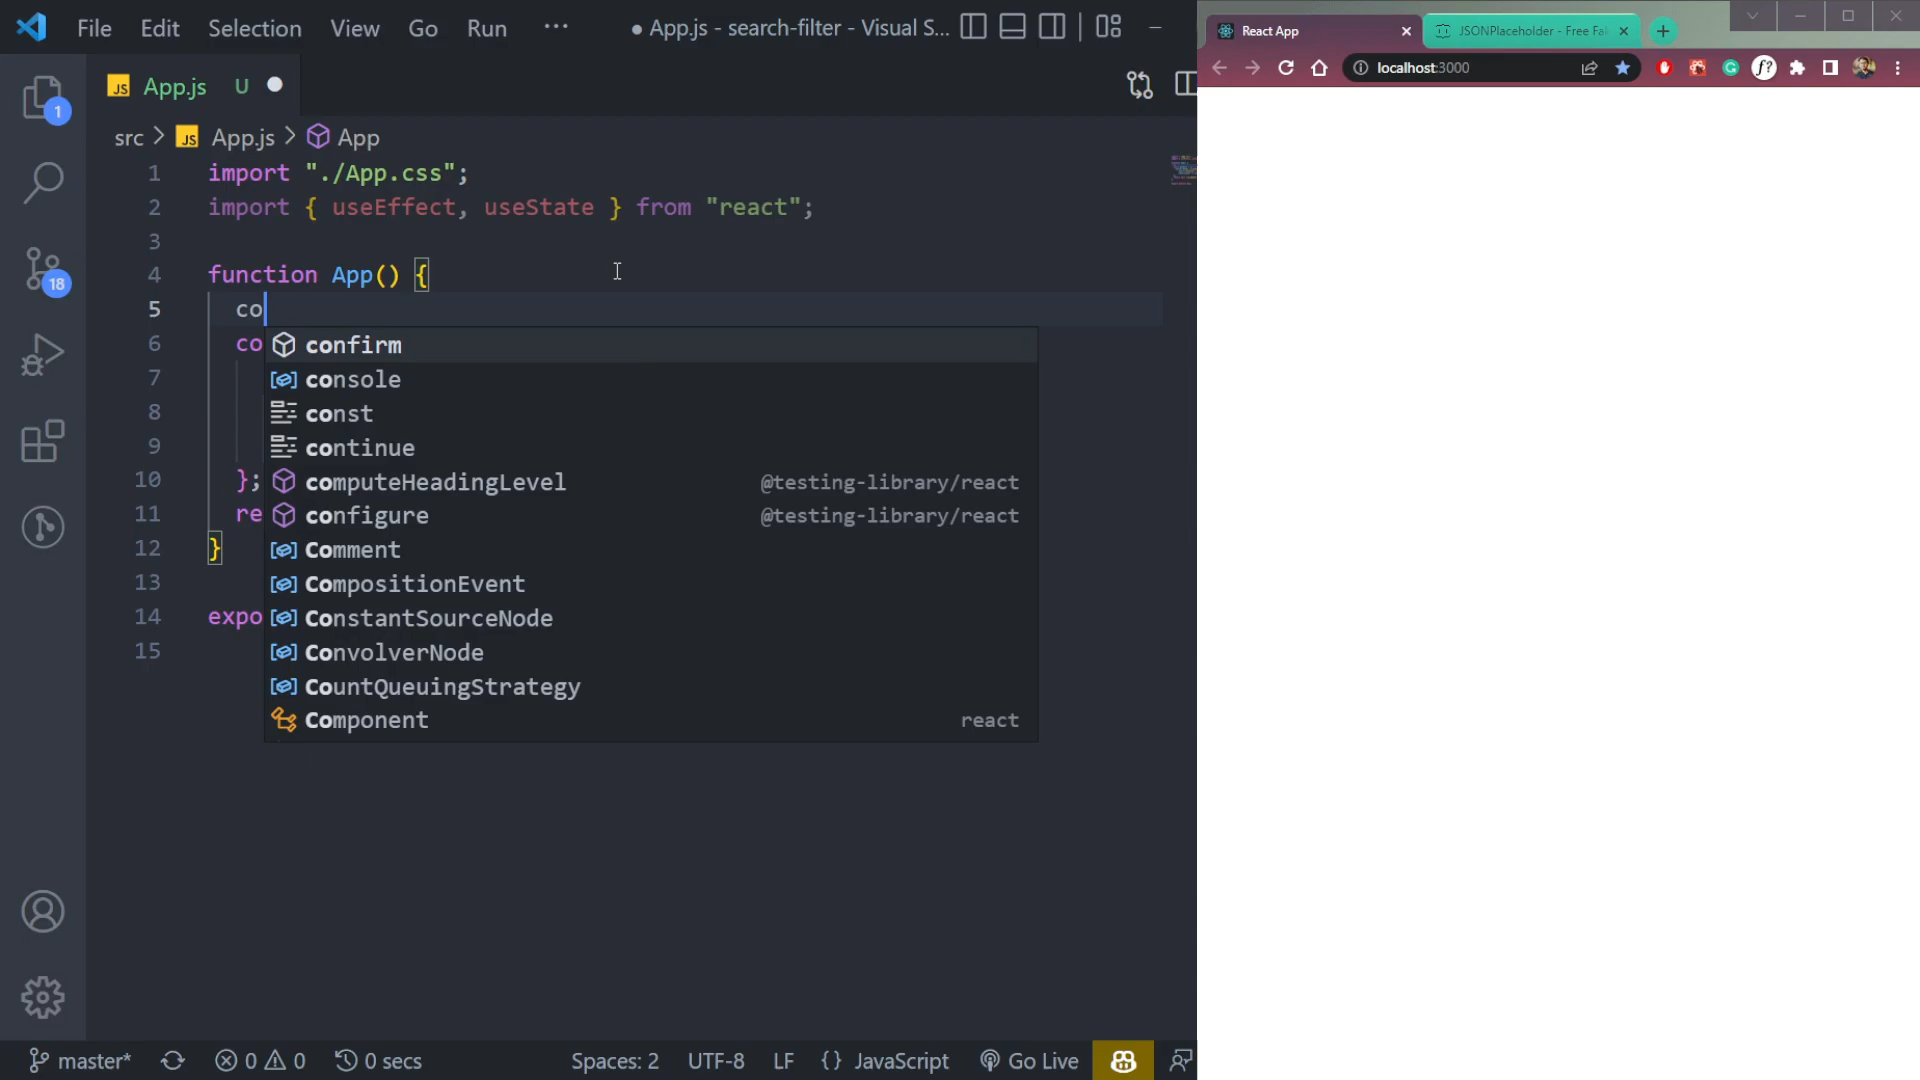 File Edit Selection View Go Run ··· ● App.js - search-filter - Visual S...
App.js U
src > App.js > App
1 import "./App.css";
2 import { useEffect, useState } from "react";
3
4 function App() {
5 co
6 co
7
8
9
10 };
11 re
12 }
13
14 expo
15
confirm
console
const
continue
computeHeadingLevel @testing-library/react
configure @testing-library/react
Comment
CompositionEvent
ConstantSourceNode
ConvolverNode
CountQueuingStrategy
Component react
1
18
master* 0 0 0 secs Spaces: 2 UTF-8 LF {} JavaScript Go Live
React App JSONPlaceholder - Free Fa
localhost:3000